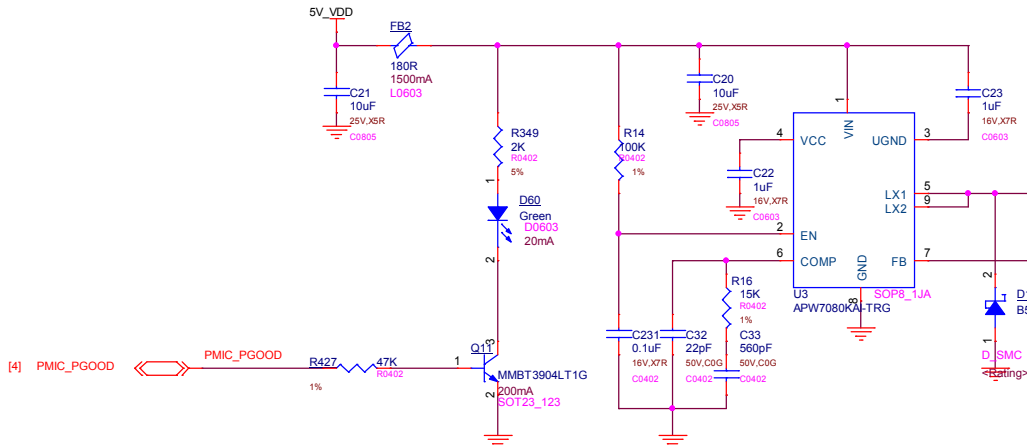 5V_VDD
FB2
180R
1500mA
L0603
C21
10uF
25V,X5R
C0805
R349
2K
R0402
5%
1
D60
Green
D0603
20mA
2
R14
100K
R0402
1%
C20
10uF
25V,X5R
C0805
C23
1uF
16V,X7R
C0603
C22
1uF
16V,X7R
C0603
1
VIN
4
VCC
UGND
3
LX1
5
LX2
9
2
EN
6
COMP
GND
8
FB
7
U3
SOP8_1JA
APW7080KAI-TRG
R16
15K
R0402
1%
C231
0.1uF
16V,X7R
C0402
C32
22pF
50V,C0G
C0402
C33
560pF
50V,C0G
C0402
2
D1
B5
1
D_SMC
<Rating>
[4] PMIC_PGOOD
PMIC_PGOOD
R427
47K
1%
R0402
1
Q11
3
MMBT3904LT1G
200mA
2
SOT23_123